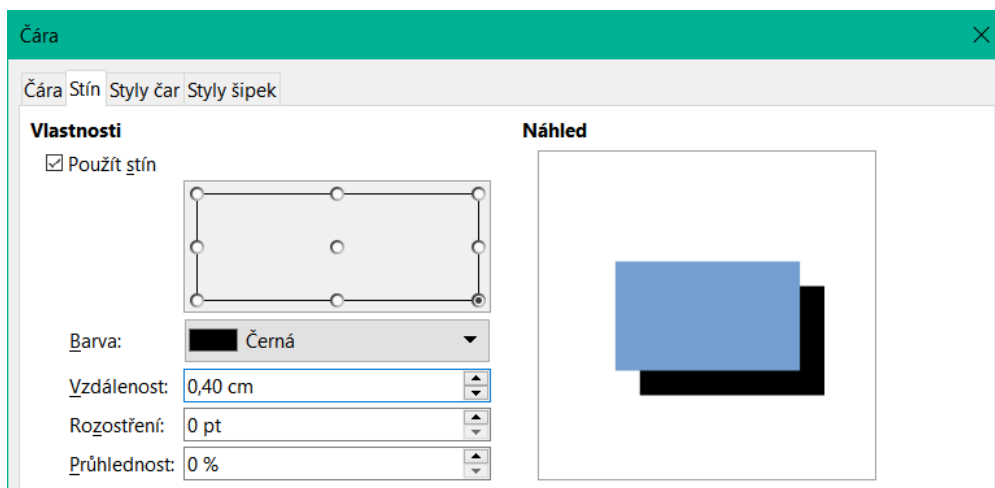 Čára
Čára Stín Styly čar Styly šipek
Vlastnosti
Použít stín
Barva: Černá
Vzdálenost: 0,40 cm
Rozostření: 0 pt
Průhlednost: 0 %
Náhled